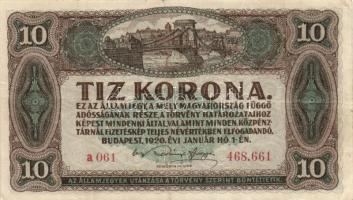 10 10
TIZ KORONA.
EZ AZ ÁLLAMJEGY, A MELY MAGYARORSZÁG FÜGGŐ
ADÓSSÁGÁNAK RÉSZE, A TÖRVÉNY HATÁROZATAIHOZ
KÉPEST MINDENKI ÁLTAL, VALAMINT MINDEN KÖZPÉNZ-
TÁRNÁL FIZETÉSKÉP TELJES NÉVÉRTÉKBEN ELFOGADANDÓ.
BUDAPEST, 1920. ÉVI JANUÁR HÓ 1-ÉN.
a 061 468,661
10 10
AZ ÁLLAMJEGYEK UTÁNZÁSA A TÖRVÉNY SZERINT BÜNTETTETIK.